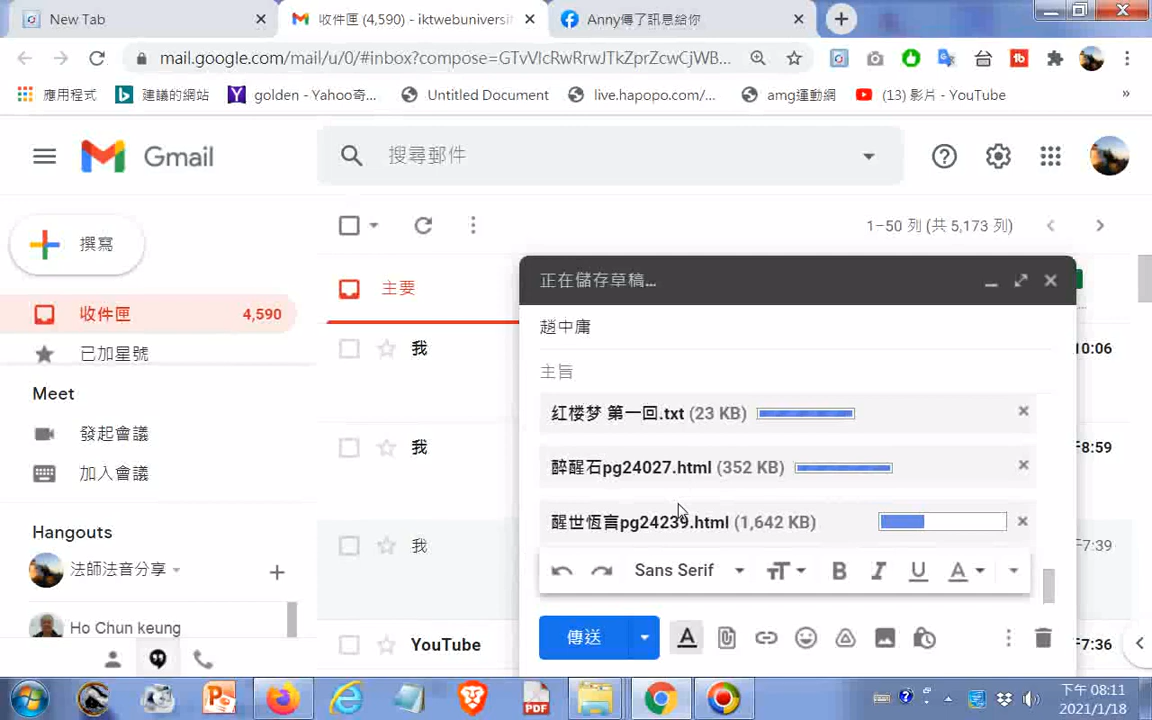 New Tab
收件匣 (4,590) - iktwebuniversi
Anny傳了訊息給你
mail.google.com/mail/u/0/#inbox?compose=GTvVlcRwRrwJTkZprZcwCjWB...
應用程式
建議的網站
golden - Yahoo奇...
Untitled Document
live.hapopo.com/...
amg運動網
(13) 影片 - YouTube
»
Gmail
搜尋郵件
撰寫
1–50 列 (共 5,173 列)
收件匣 4,590
已加星號
Meet
發起會議
加入會議
Hangouts
法師法音分享
Ho Chun keung
主要
我
10:06
我
8:59
我
7:39
YouTube
7:36
正在儲存草稿...
趙中庸
主旨
红楼梦 第一回.txt (23 KB)
醉醒石pg24027.html (352 KB)
醒世恆言pg24239.html (1,642 KB)
Sans Serif
B I U A
傳送
A
PDF
下午 08:11
2021/1/18